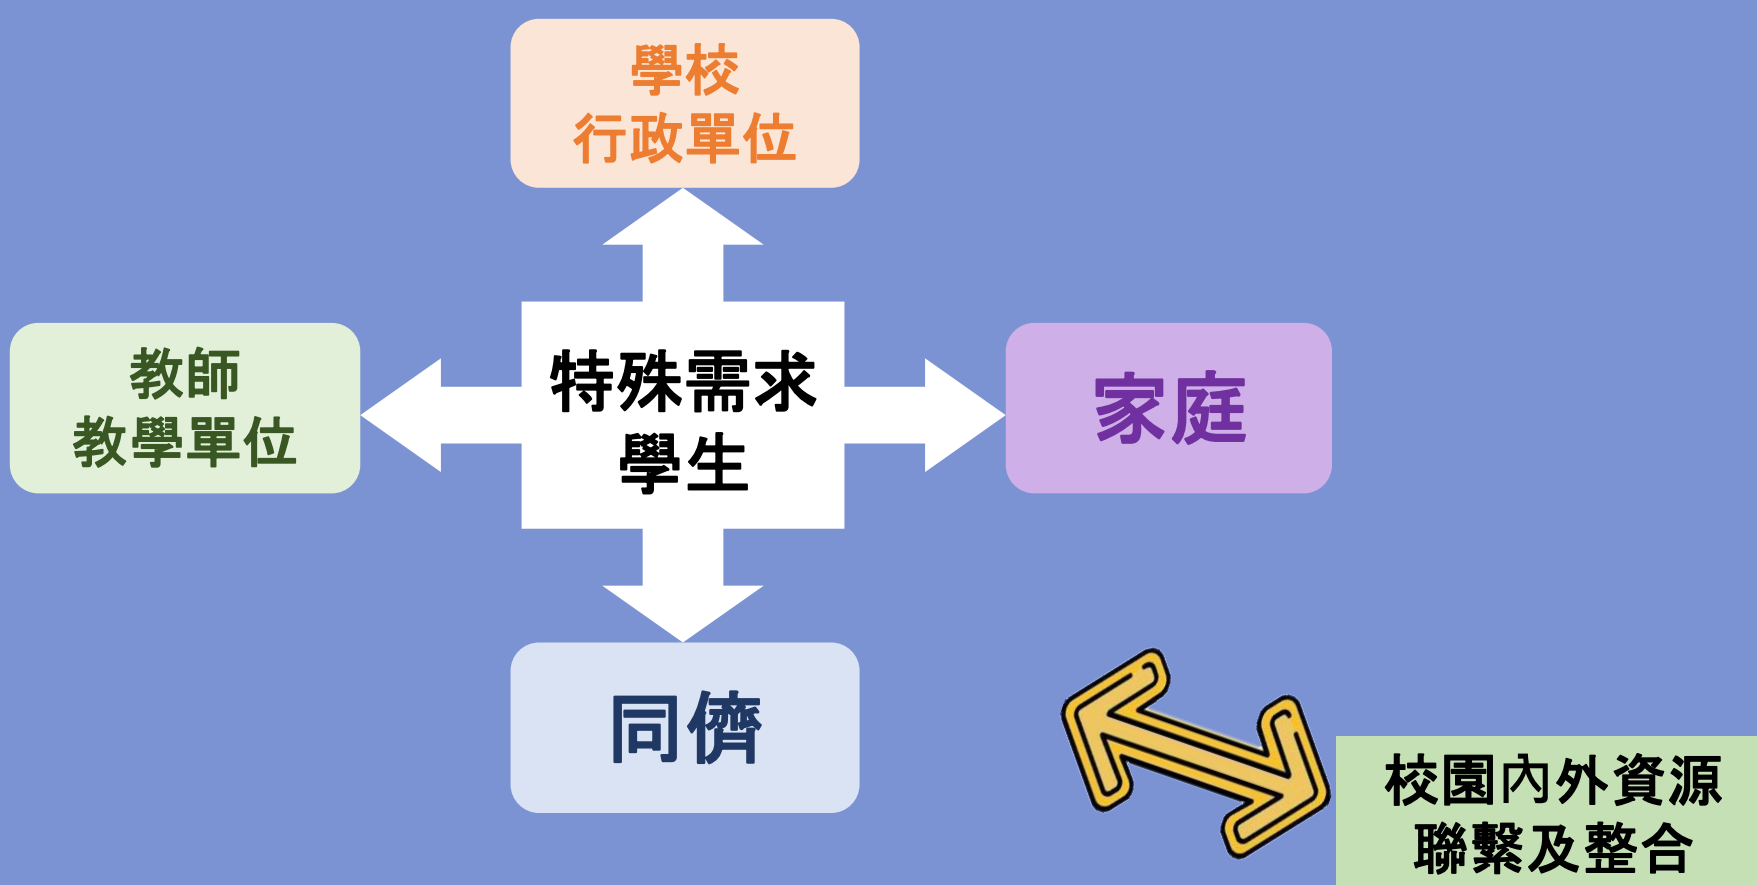 學校
行政單位
教師
教學單位
特殊需求
學生
家庭
同儕
校園內外資源
聯繫及整合